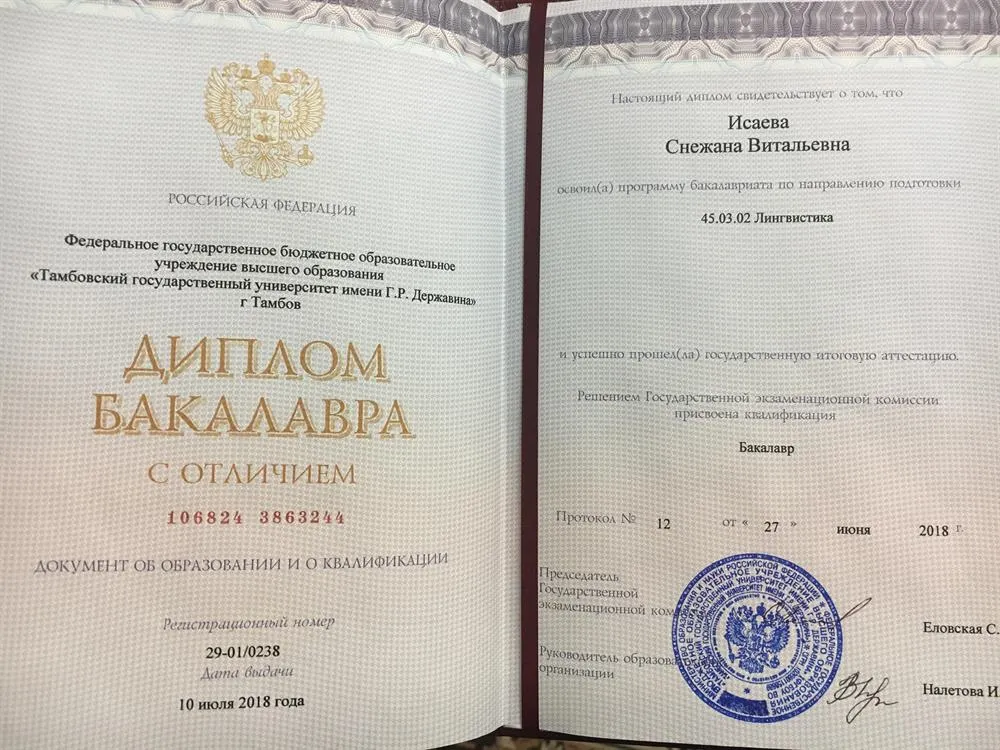 РОССИЙСКАЯ ФЕДЕРАЦИЯ
Федеральное государственное бюджетное образовательное
учреждение высшего образования
«Тамбовский государственный университет имени Г.Р. Державина»
г Тамбов
ДИПЛОМ
БАКАЛАВРА
С ОТЛИЧИЕМ
106824 3863244
ДОКУМЕНТ ОБ ОБРАЗОВАНИИ И О КВАЛИФИКАЦИИ
Регистрационный номер
29-01/0238
Дата выдачи
10 июля 2018 года
Настоящий диплом свидетельствует о том, что
Исаева
Снежана Витальевна
освоил(а) программу бакалавриата по направлению подготовки
45.03.02 Лингвистика
и успешно прошел(ла) государственную итоговую аттестацию.
Решением Государственной экзаменационной комиссии
присвоена квалификация
Бакалавр
Протокол № 12 от « 27 » июня 2018 г.
Председатель
Государственной
экзаменационной ком
Еловская С.
Руководитель образова
организации
Налетова И.